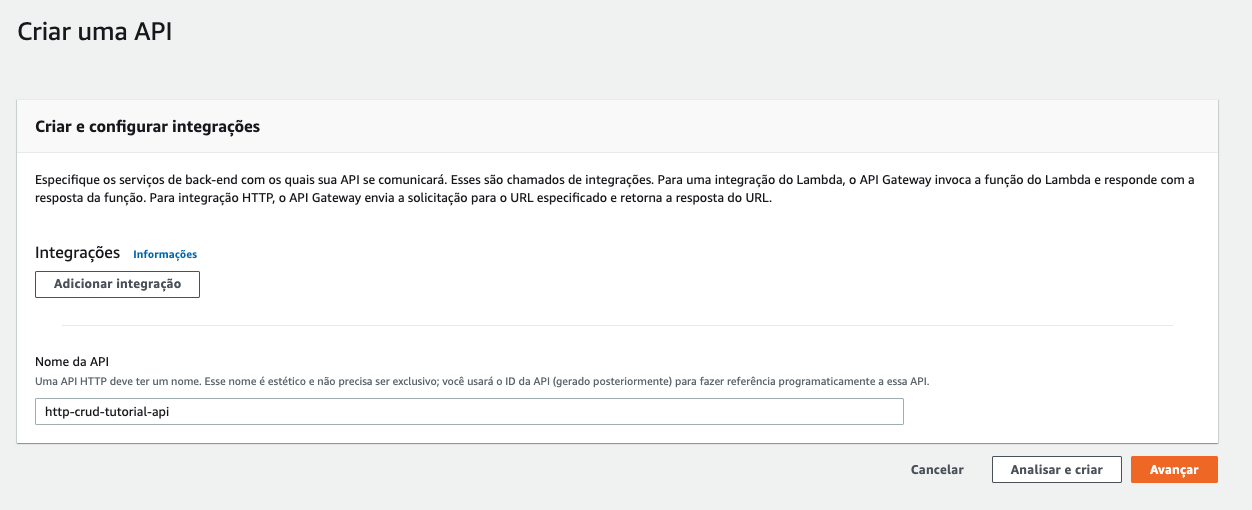 Criar uma API
Criar e configurar integrações
Especifique os serviços de back-end com os quais sua API se comunicará. Esses são chamados de integrações. Para uma integração do Lambda, o API Gateway invoca a função do Lambda e responde com a
resposta da função. Para integração HTTP, o API Gateway envia a solicitação para o URL especificado e retorna a resposta do URL.
Integrações Informações
Adicionar integração
Nome da API
Uma API HTTP deve ter um nome. Esse nome é estético e não precisa ser exclusivo; você usará o ID da API (gerado posteriormente) para fazer referência programaticamente a essa API.
http-crud-tutorial-api
Cancelar Analisar e criar Avançar